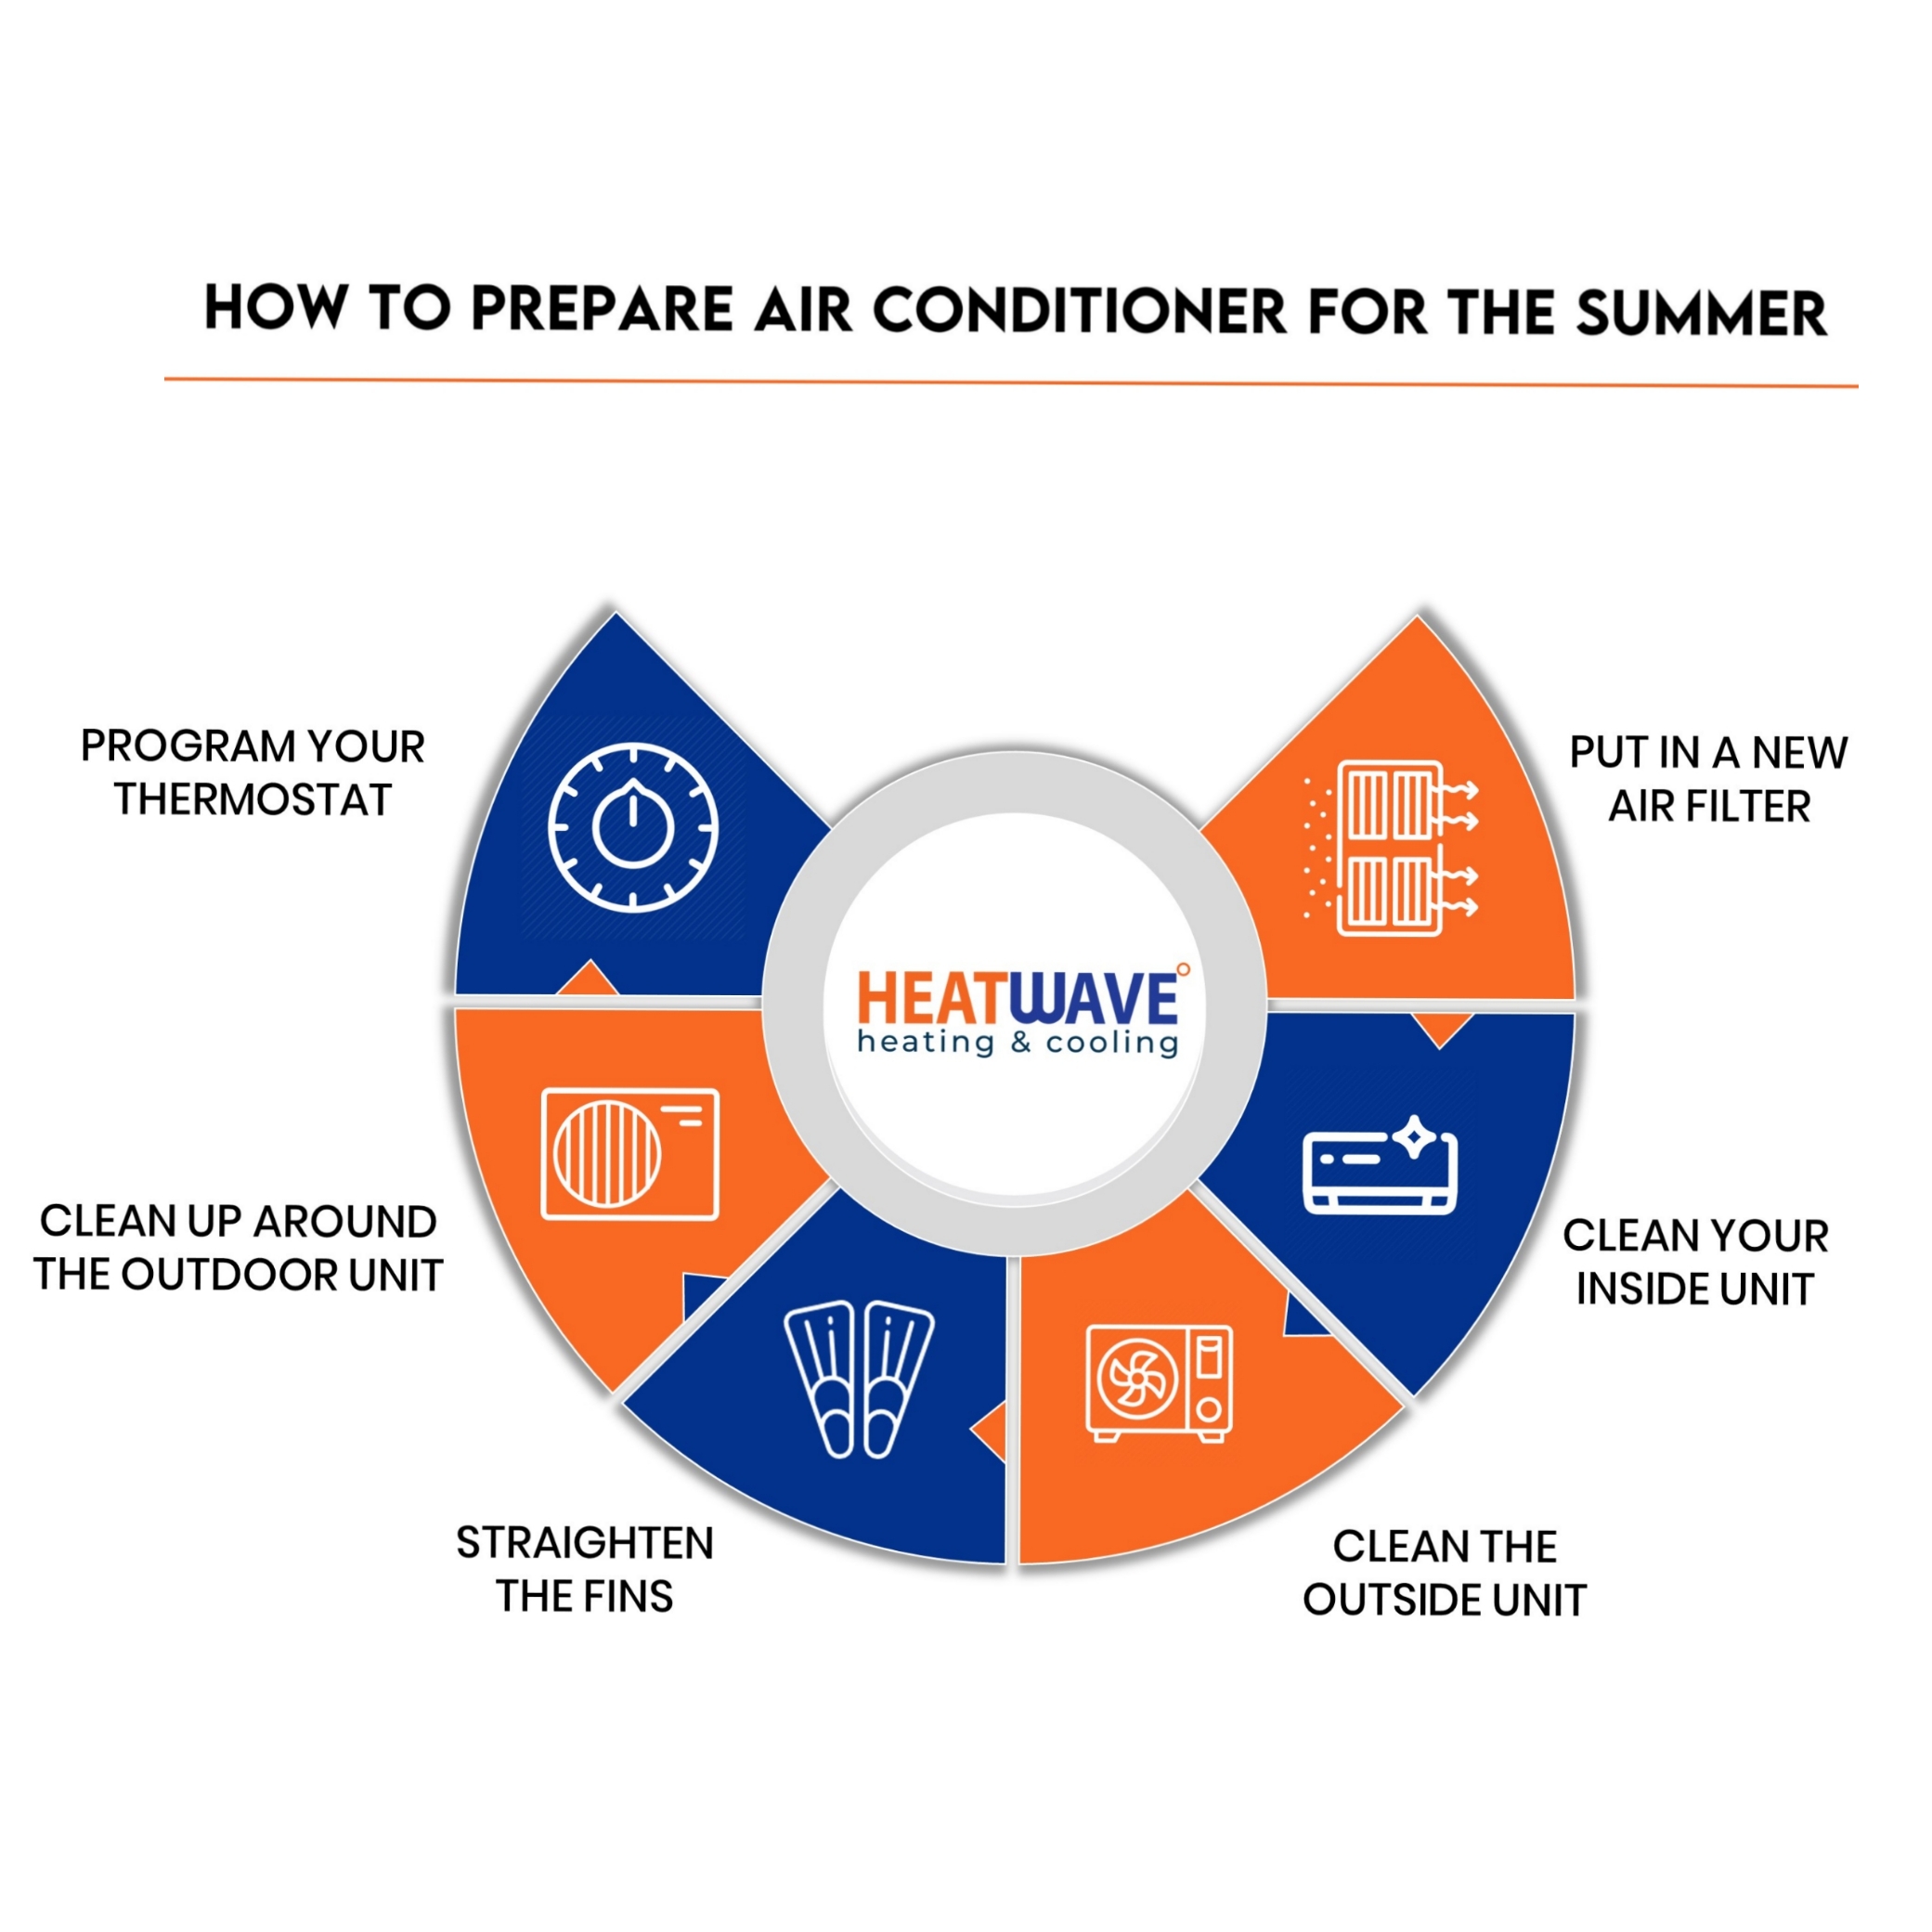 HOW TO PREPARE AIR CONDITIONER FOR THE SUMMER
PROGRAM YOUR
THERMOSTAT
PUT IN A NEW
AIR FILTER
HEATWAVE
heating & cooling
CLEAN UP AROUND
THE OUTDOOR UNIT
CLEAN YOUR
INSIDE UNIT
STRAIGHTEN
THE FINS
CLEAN THE
OUTSIDE UNIT